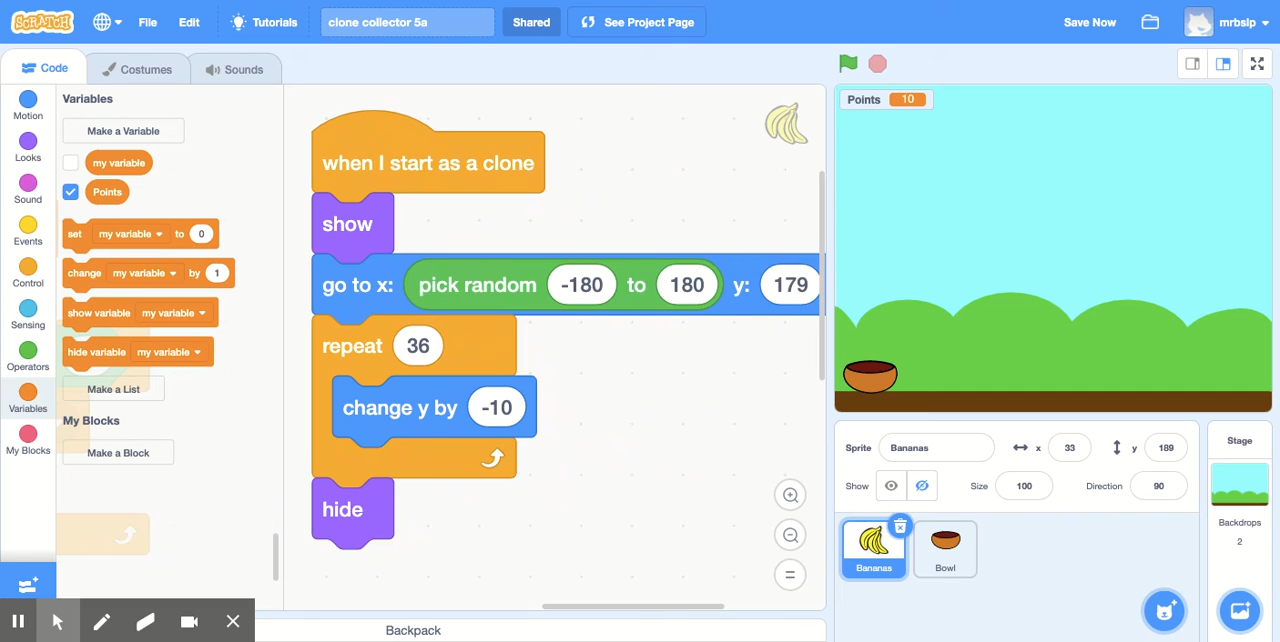 SCRATCH File Edit Tutorials clone collector 5a Shared See Project Page Save Now mrbslp
Code Costumes Sounds
Motion
Looks
Sound
Events
Control
Sensing
Operators
Variables
My Blocks
Variables
Make a Variable
my variable
Points
set my variable to 0
change my variable by 1
show variable my variable
hide variable my variable
Make a List
My Blocks
Make a Block
when I start as a clone
show
go to x: pick random -180 to 180 y: 179
repeat 36
change y by -10
hide
Backpack
Points 10
Sprite Bananas x 33 y 189
Show Size 100 Direction 90
Bananas
Bowl
Stage
Backdrops
2